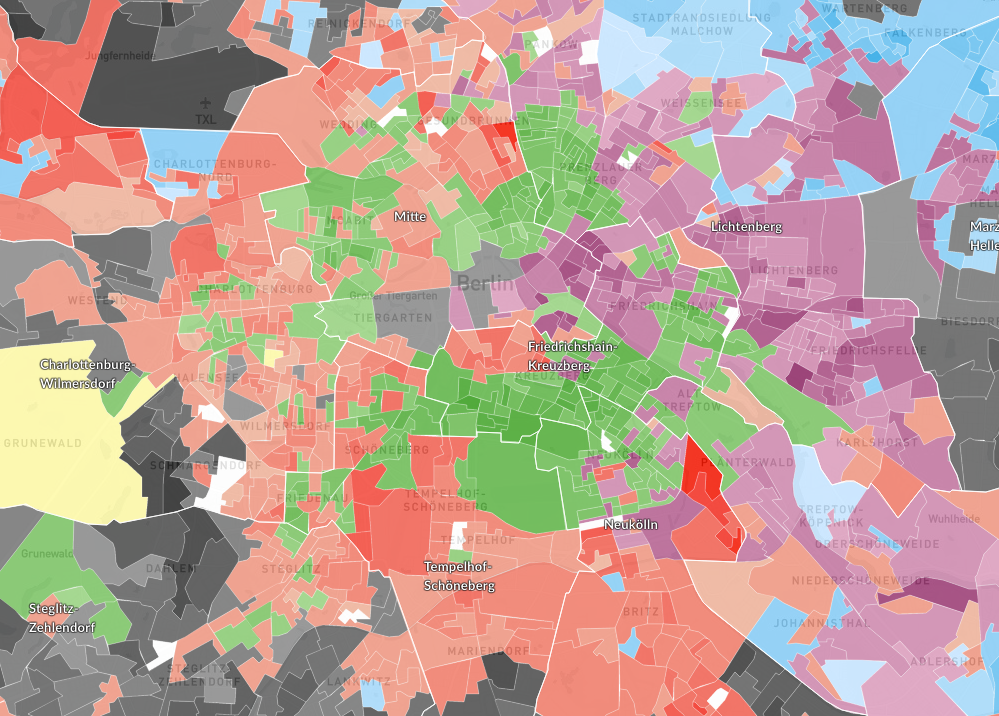 WARTENBERG
STADTRANDSIEDLUNG
MALCHOW
REINICKENDORF
FALKENBERG
PANKOW
Jungfernheide
TXL
WEISSENSEE
WEDDING
GESUNDBRUNNEN
CHARLOTTENBURG-
NORD
PRENZLAUER
BERG
MARZ
MA
HELL
MOABIT
Mitte
Lichtenberg
Marz
Helle
LICHTENBERG
Berlin
CHARLOTTENBURG
Großer Tiergarten
WESTEND
FRIEDRICHSHAIN
TIERGARTEN
BIESDORF
Friedrichshain-
Kreuzberg
FRIEDRICHSFELDE
Charlottenburg-
Wilmersdorf
HALENSEE
KREUZBERG
ALT-
TREPTOW
WILMERSDORF
GRUNEWALD
KARLSHORST
SCHÖNEBERG
NEUKÖLLN
SCHMARGENDORF
PLÄNTERWALD
FRIEDENAU
TEMPELHOF-
SCHÖNEBERG
TREPTOW-
KÖPENICK
Wuhlheide
Neukölln
TEMPELHOF
OBERSCHÖNEWEIDE
Grunewald
DAHLEM
STEGLITZ
Tempelhof-
Schöneberg
NIEDERSCHÖNEWEIDE
Steglitz-
Zehlendorf
BRITZ
JOHANNISTHAL
MARIENDORF
ADLERSHOF
STEGLITZ-
ZEHLENDORF
LANKWITZ